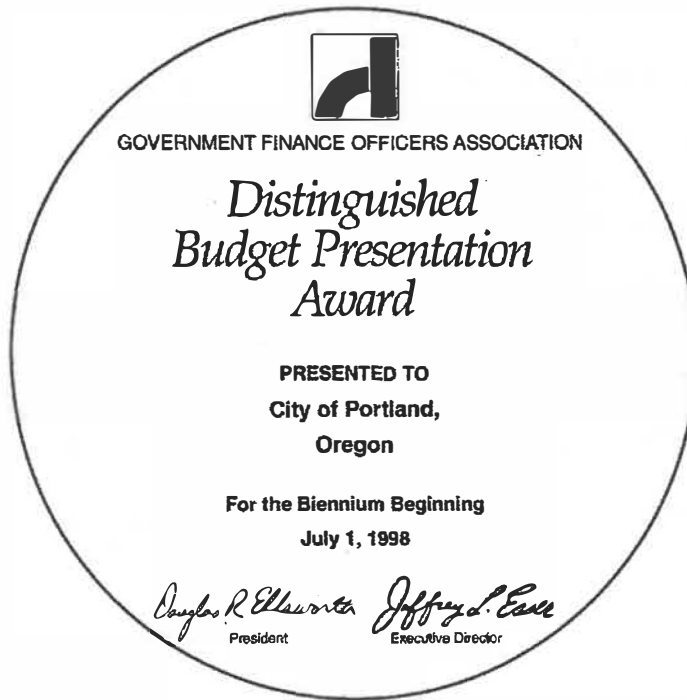 GOVERNMENT FINANCE OFFICERS ASSOCIATION
Distinguished
Budget Presentation
Award
PRESENTED TO
City of Portland,
Oregon
For the Biennium Beginning
July 1, 1998
Douglas R Ellsworth Jeffrey L. Esser
President Executive Director